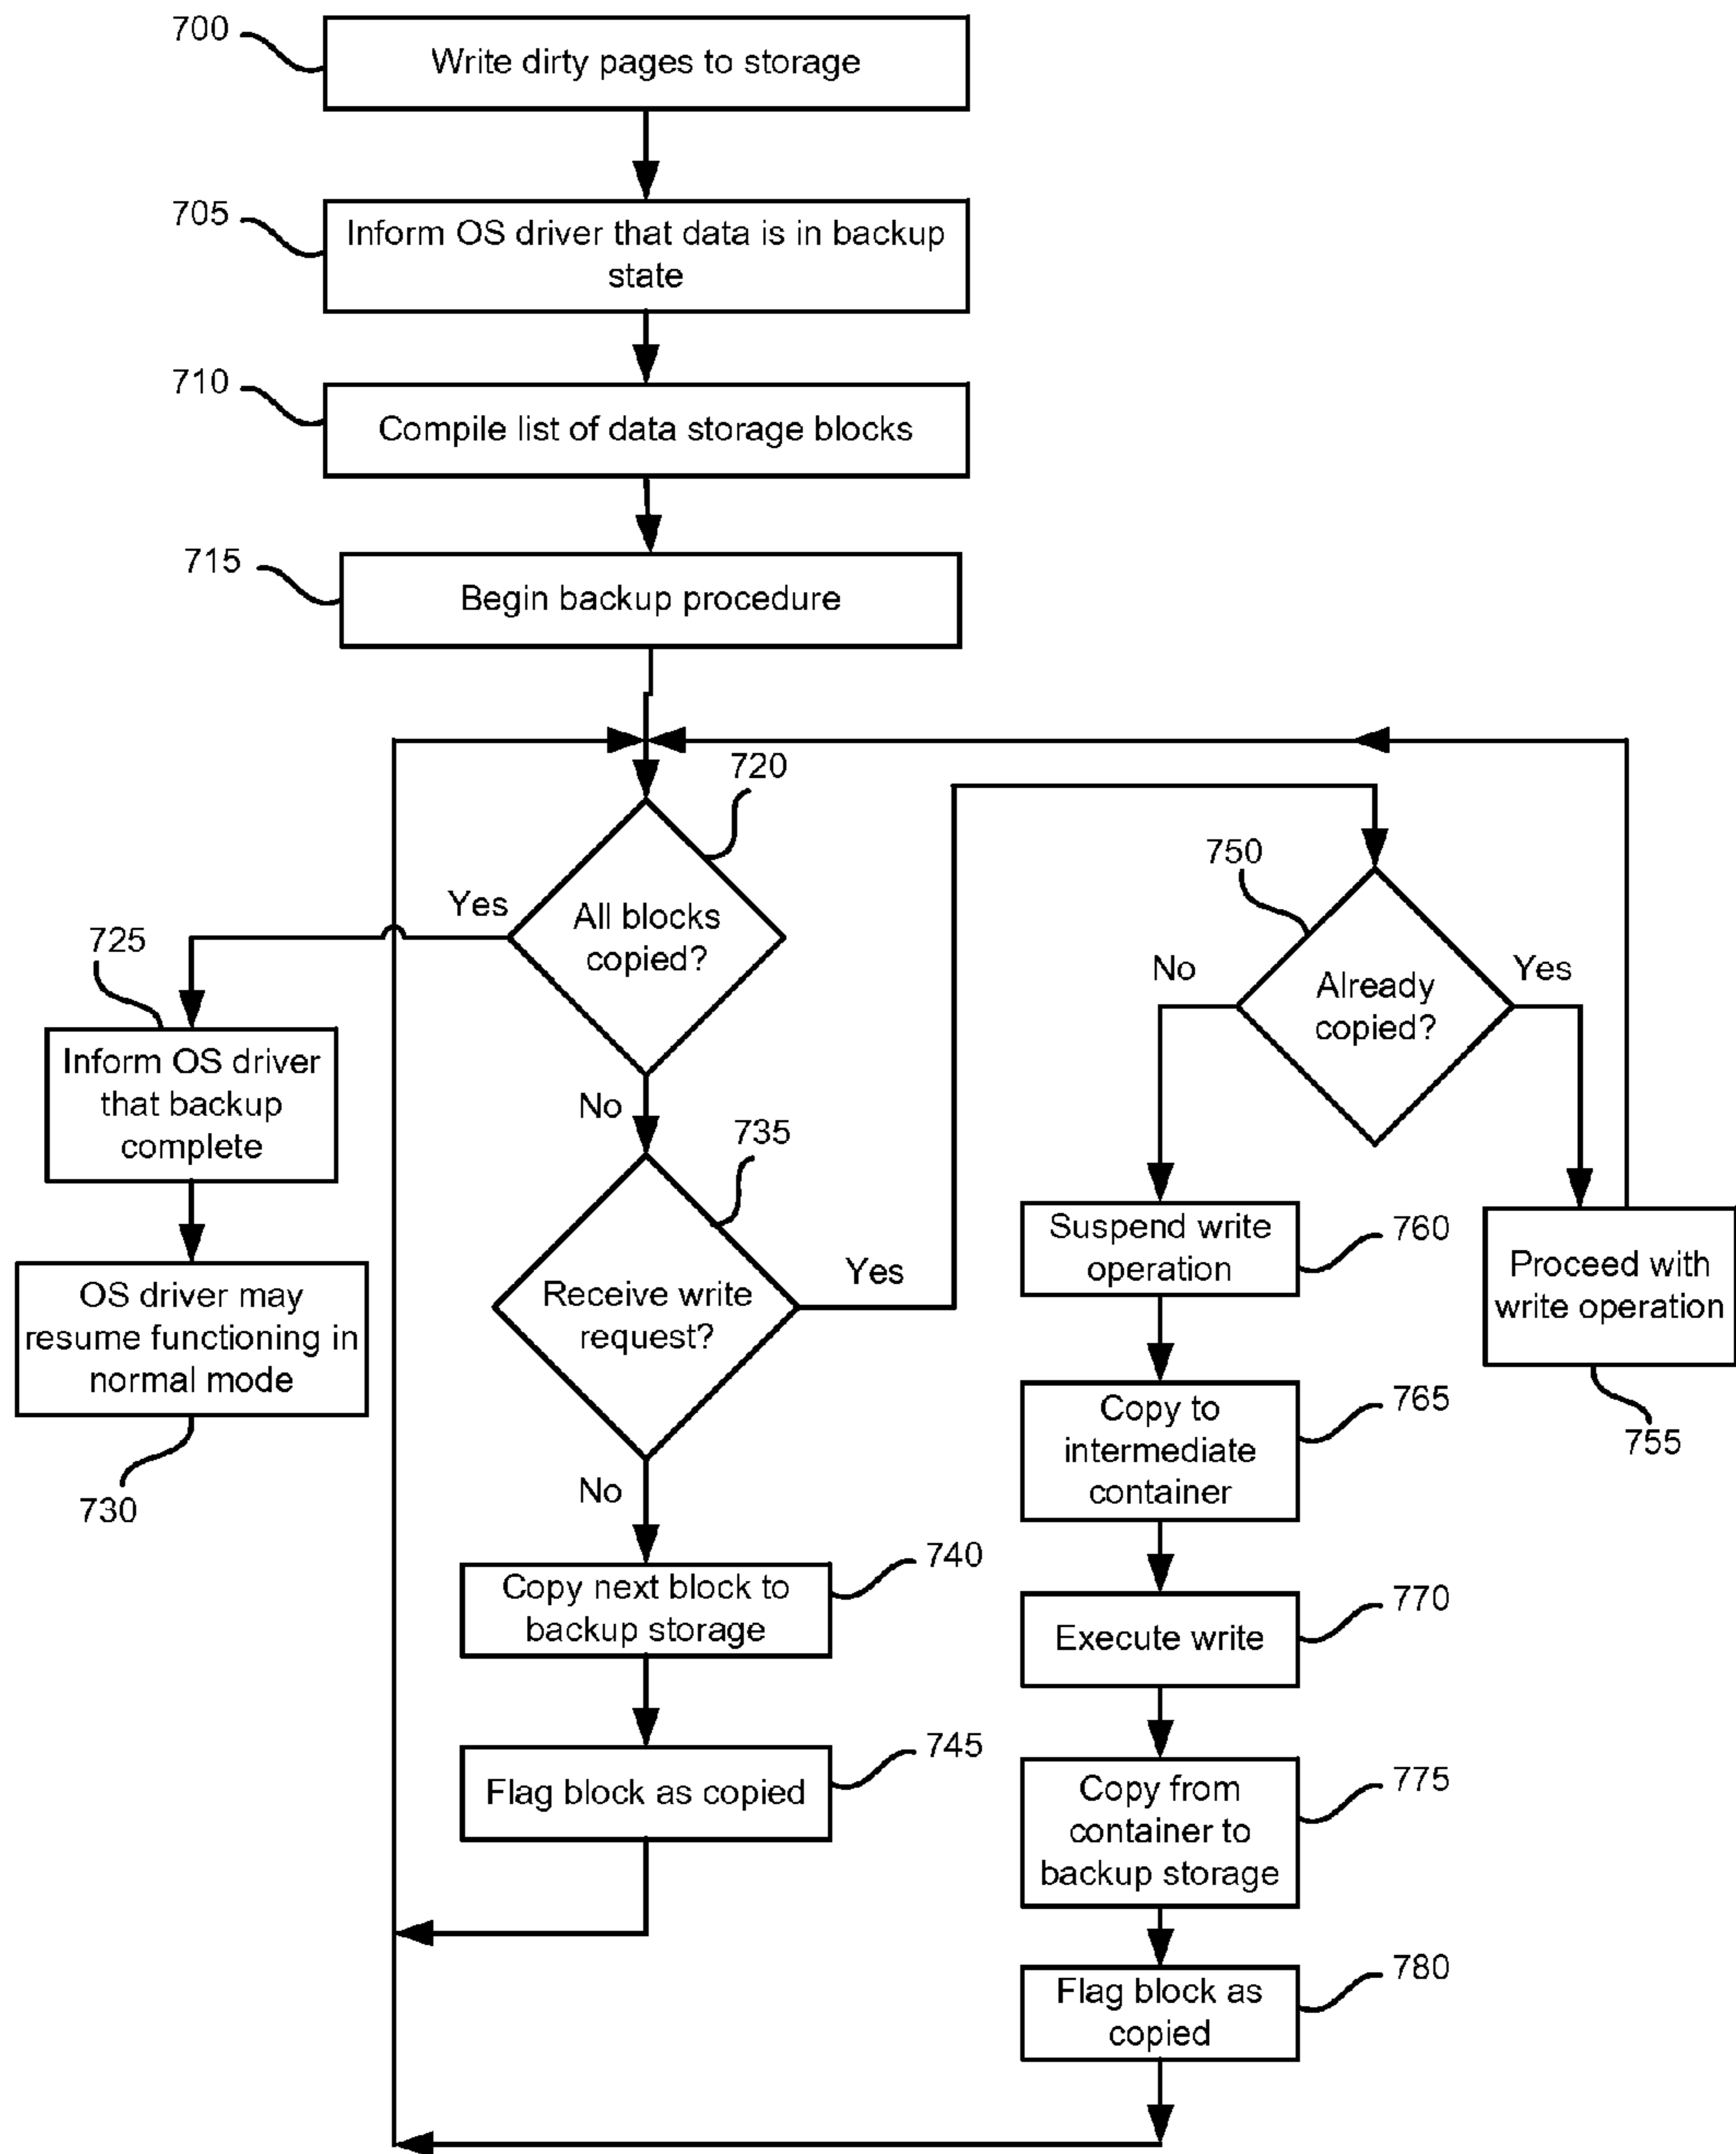 700
Write dirty pages to storage
705
Inform OS driver that data is in backup
state
710
Compile list of data storage blocks
715
Begin backup procedure
720
All blocks
copied?
Yes
No
725
Inform OS driver
that backup
complete
OS driver may
resume functioning in
normal mode
730
735
Receive write
request?
Yes
No
740
Copy next block to
backup storage
745
Flag block as copied
750
Already
copied?
No
Yes
Proceed with
write operation
755
Suspend write
operation
760
Copy to
intermediate
container
765
Execute write
770
Copy from
container to
backup storage
775
Flag block as
copied
780